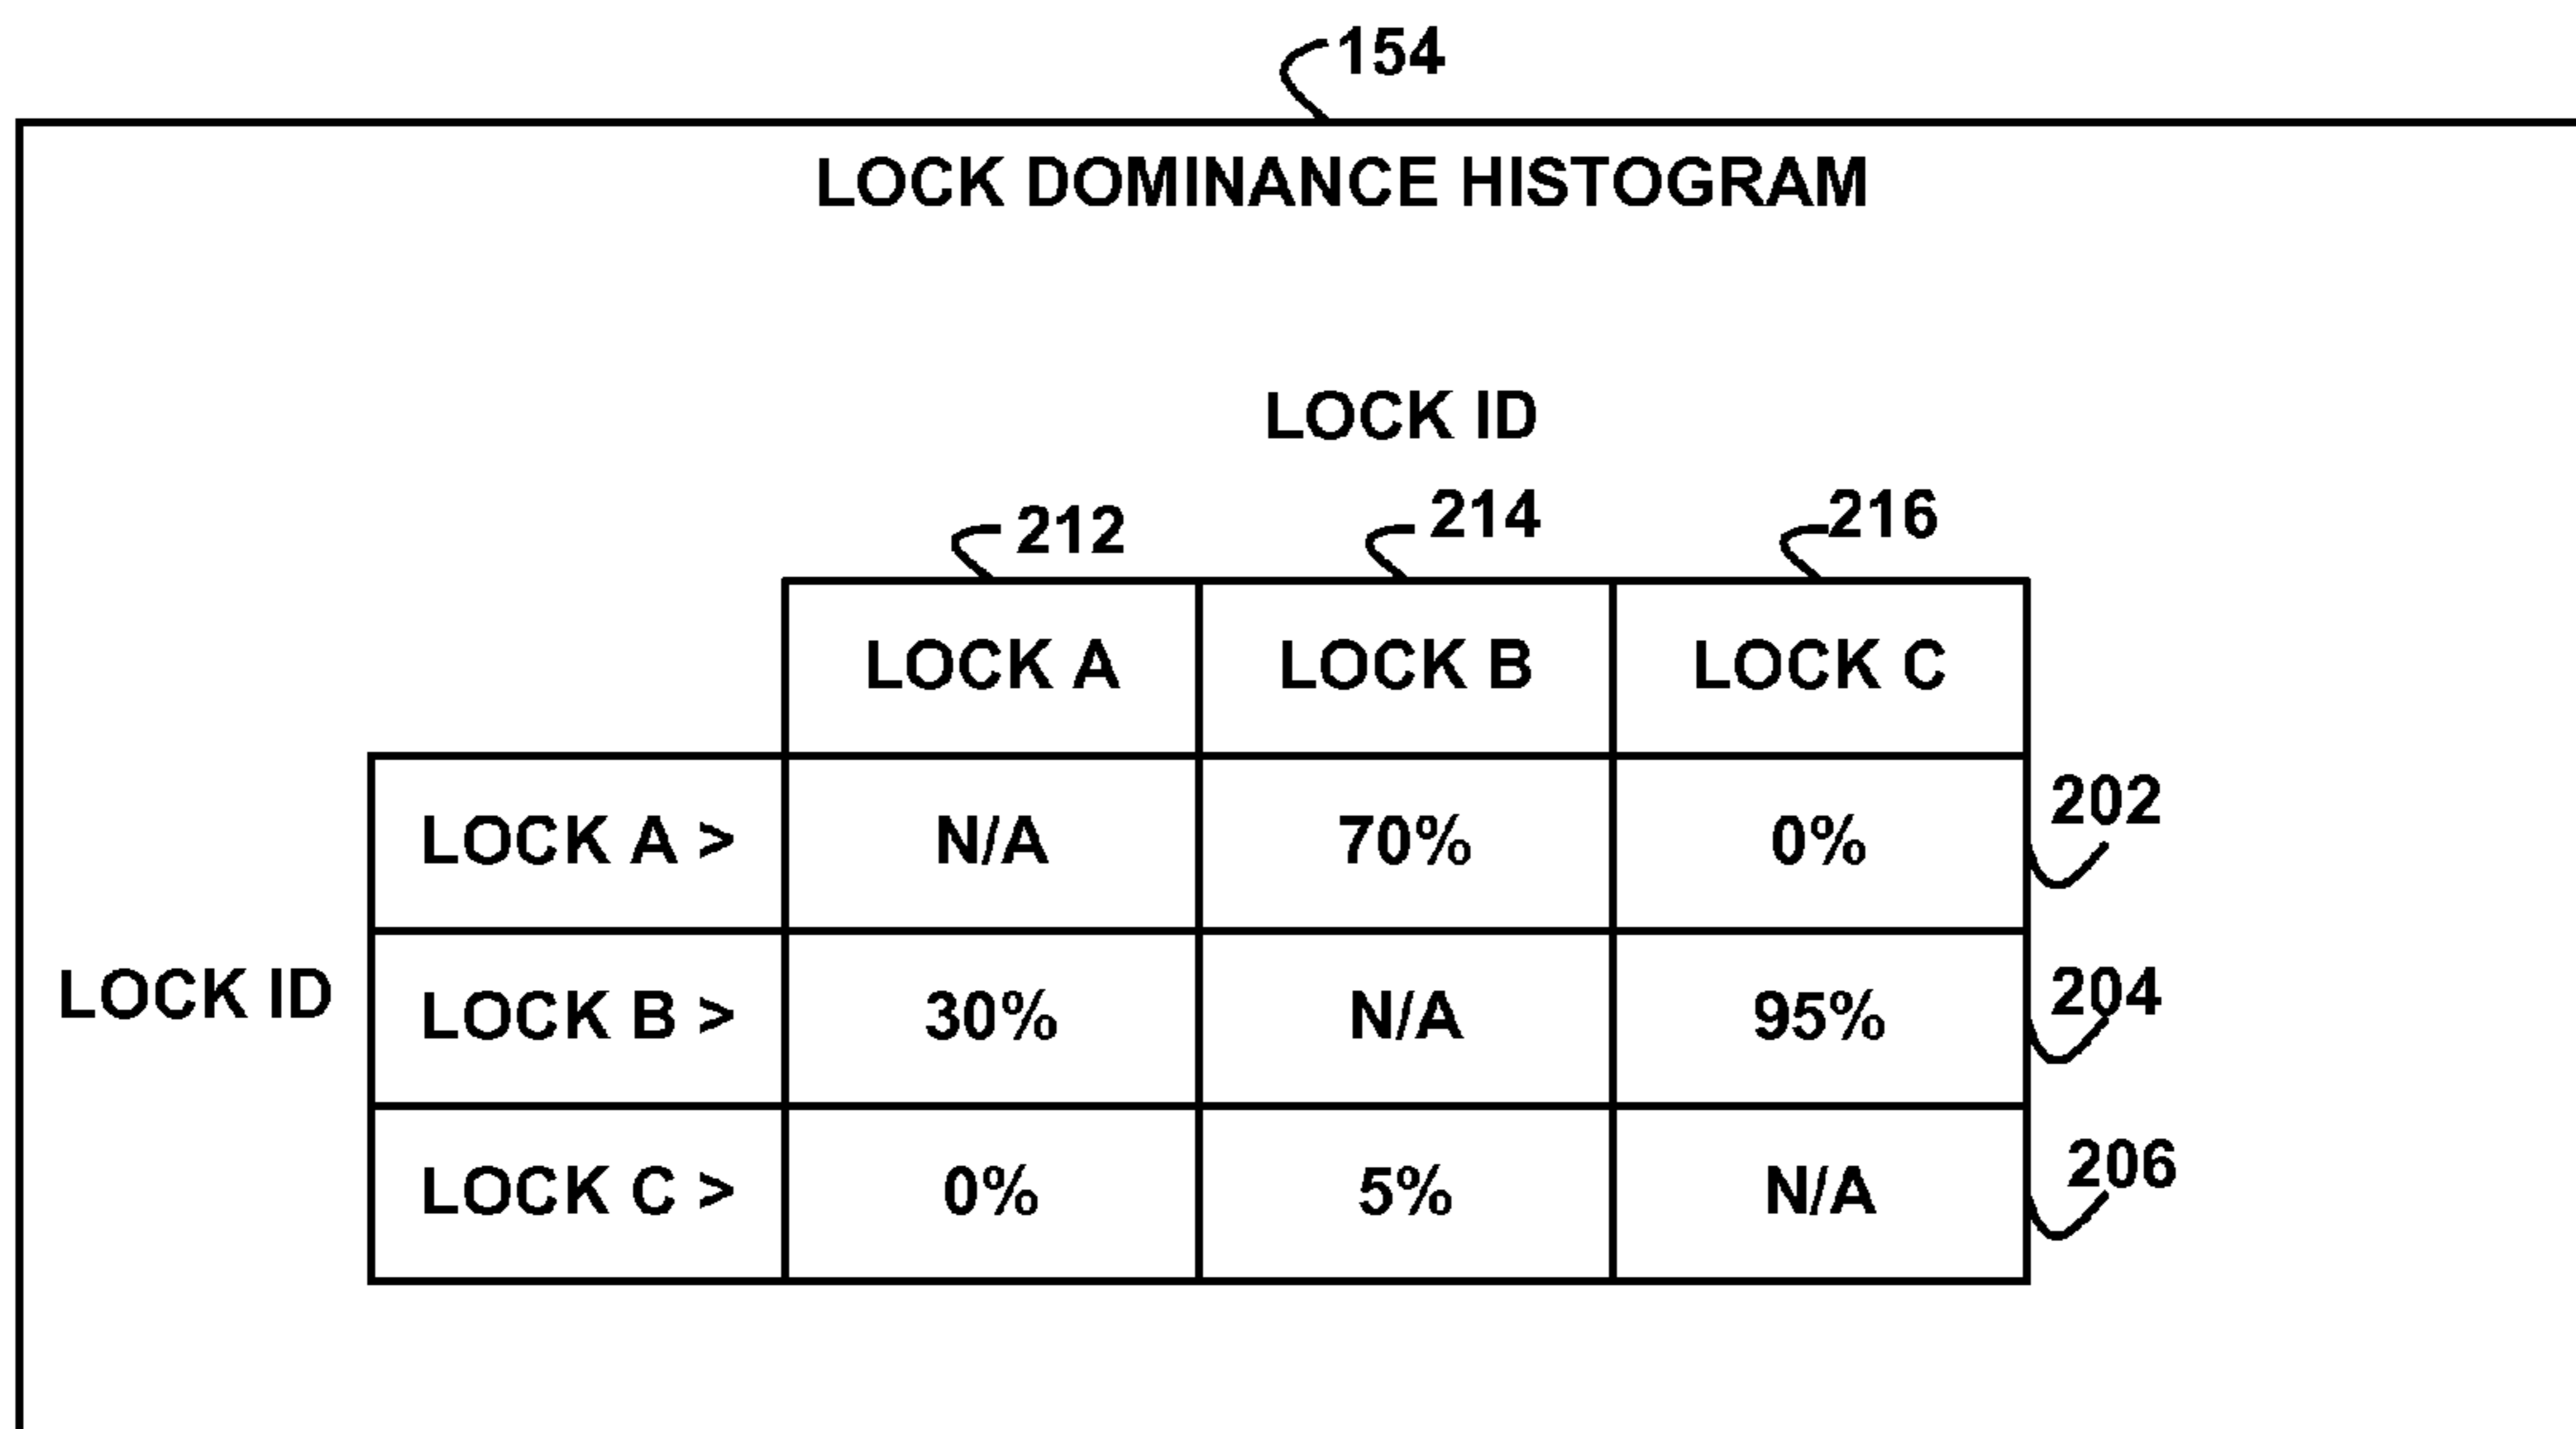 154
LOCK DOMINANCE HISTOGRAM
LOCK ID
212 214 216
LOCK A LOCK B LOCK C
LOCK A > N/A 70% 0% 202
LOCK ID LOCK B > 30% N/A 95% 204
LOCK C > 0% 5% N/A 206